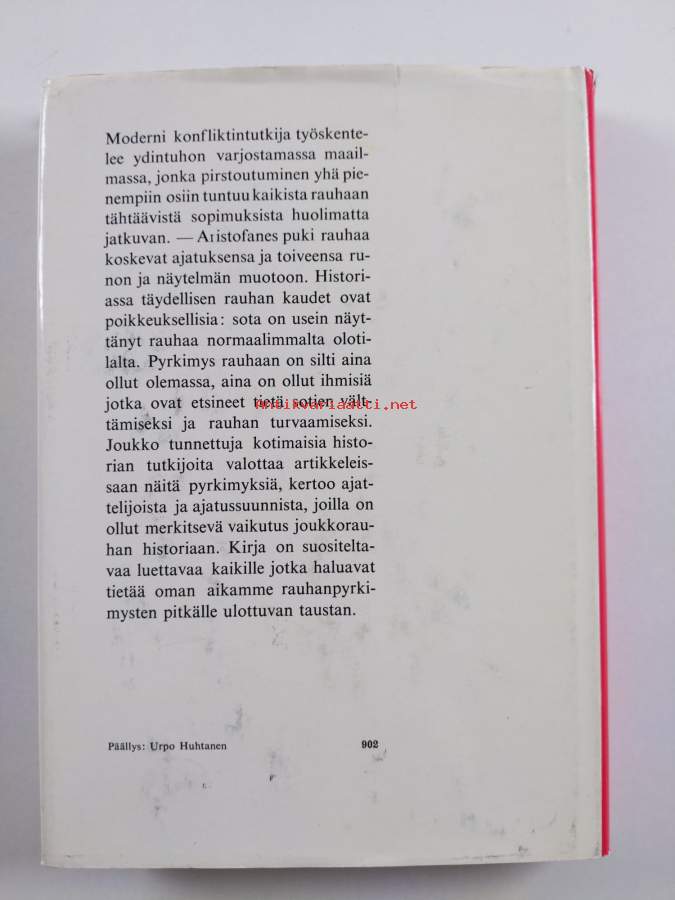 Moderni konfliktintutkija työskente-
lee ydintuhon varjostamassa maail-
massa, jonka pirstoutuminen yhä pie-
nempiin osiin tuntuu kaikista rauhaan
tähtäävistä sopimuksista huolimatta
jatkuvan. — Aristofanes puki rauhaa
koskevat ajatuksensa ja toiveensa ru-
non ja näytelmän muotoon. Histori-
assa täydellisen rauhan kaudet ovat
poikkeuksellisia: sota on usein näyt-
tänyt rauhaa normaalimmalta oloti-
lalta. Pyrkimys rauhaan on silti aina
ollut olemassa, aina on ollut ihmisiä
jotka ovat etsineet tietä sotien vält-
Antikvariaatti.net
tämiseksi ja rauhan turvaamiseksi.
Joukko tunnettuja kotimaisia histo-
rian tutkijoita valottaa artikkeleis-
saan näitä pyrkimyksiä, kertoo ajat-
telijoista ja ajatussuunnista, joilla on
ollut merkitsevä vaikutus joukkorau-
han historiaan. Kirja on suositelta-
vaa luettavaa kaikille jotka haluavat
tietää oman aikamme rauhanpyrki-
mysten pitkälle ulottuvan taustan.
Päällys: Urpo Huhtanen 902